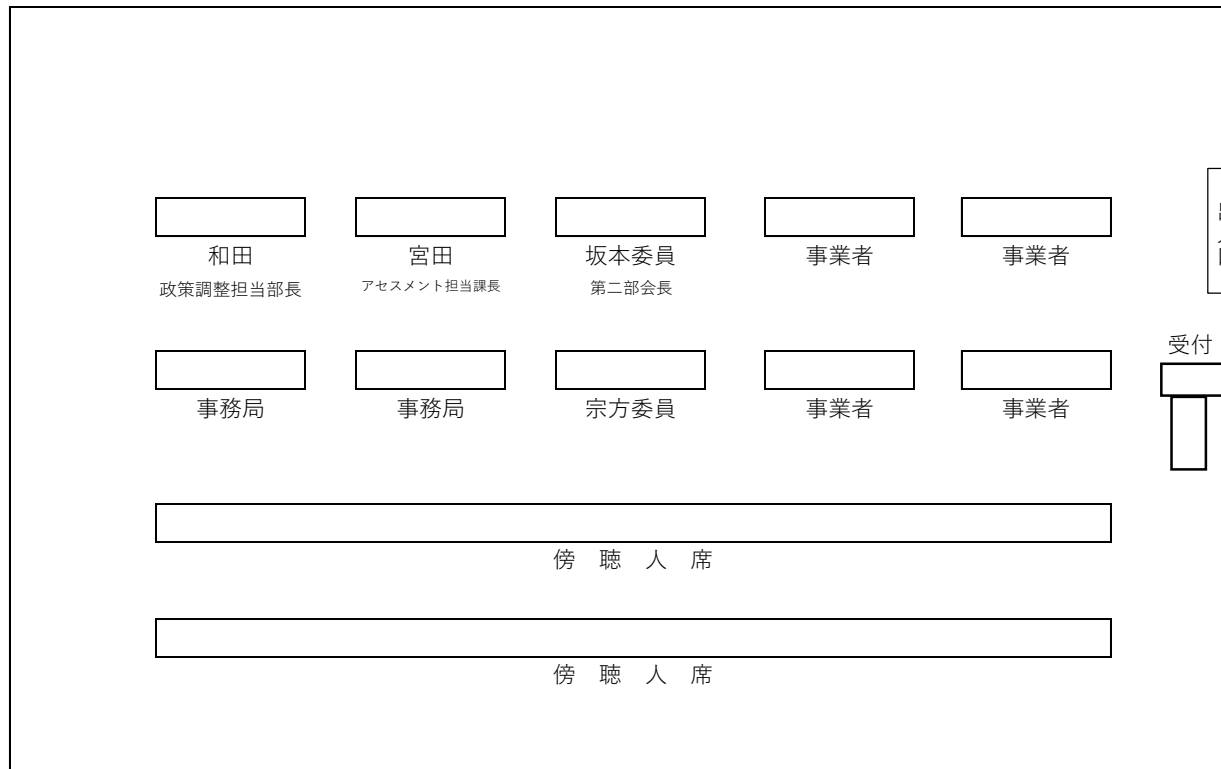 和田 宮田 坂本委員 事業者 事業者
政策調整担当部長 アセスメント担当課長 第二部会長
受付
事務局 事務局 宗方委員 事業者 事業者
傍 聴 人 席
傍 聴 人 席